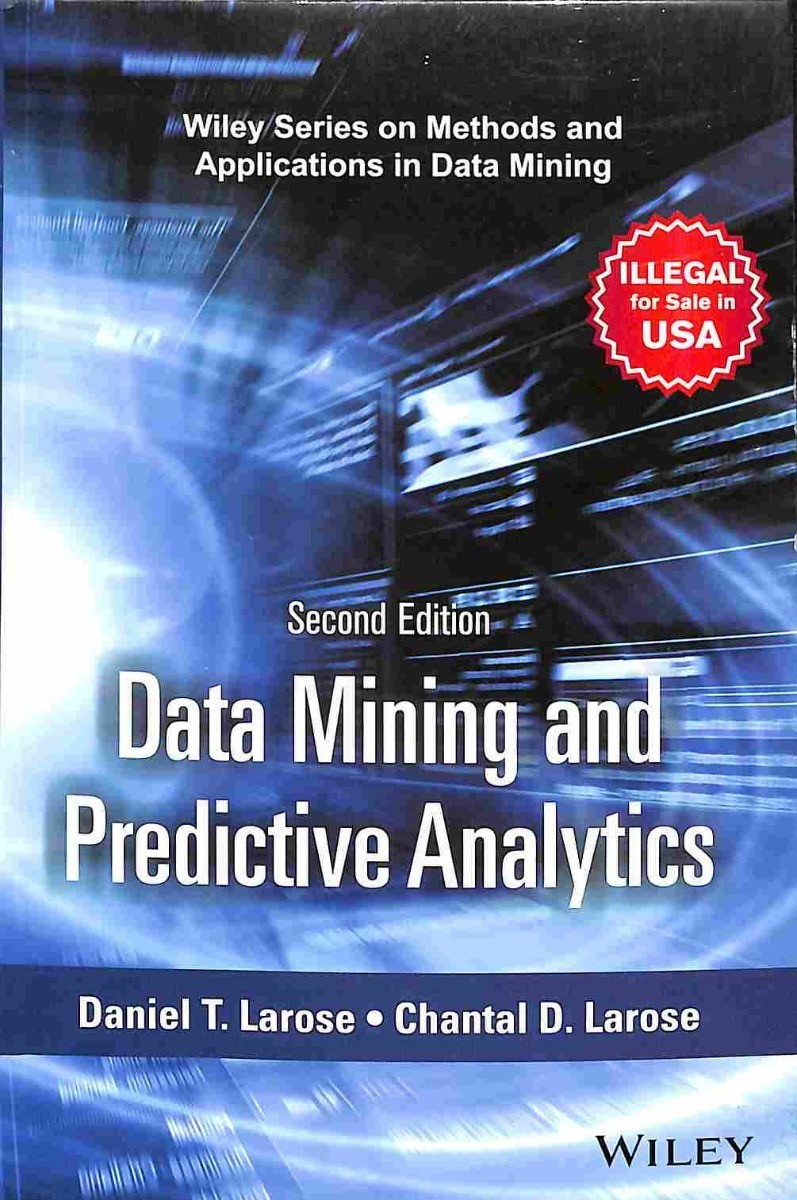 Wiley Series on Methods and
Applications in Data Mining
ILLEGAL
for Sale in
USA
Second Edition
Data Mining and
Predictive Analytics
Daniel T. Larose • Chantal D. Larose
WILEY